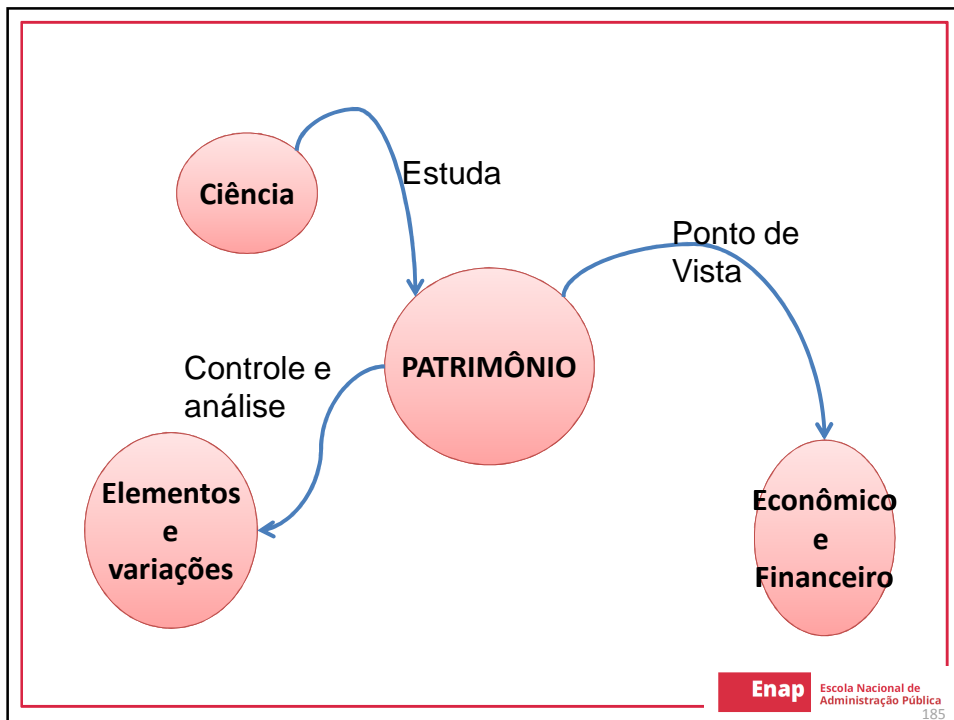 Ciência
Estuda
Ponto de
Vista
PATRIMÔNIO
Controle e
análise
Elementos
e
variações
Econômico
e
Financeiro
Enap
Escola Nacional de
Administração Pública
185